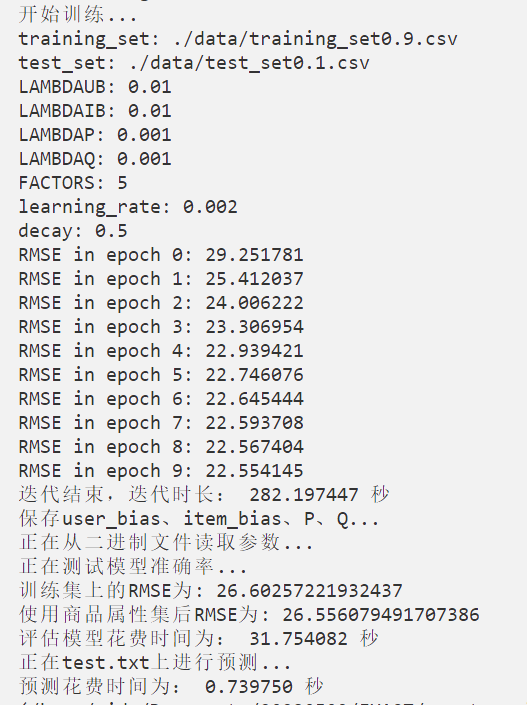 开始训练...
training_set: ./data/training_set0.9.csv
test_set: ./data/test_set0.1.csv
LAMBDAUB: 0.01
LAMBDAIB: 0.01
LAMBDAP: 0.001
LAMBDAQ: 0.001
FACTORS: 5
learning_rate: 0.002
decay: 0.5
RMSE in epoch 0: 29.251781
RMSE in epoch 1: 25.412037
RMSE in epoch 2: 24.006222
RMSE in epoch 3: 23.306954
RMSE in epoch 4: 22.939421
RMSE in epoch 5: 22.746076
RMSE in epoch 6: 22.645444
RMSE in epoch 7: 22.593708
RMSE in epoch 8: 22.567404
RMSE in epoch 9: 22.554145
迭代结束，迭代时长： 282.197447 秒
保存user_bias、item_bias、P、Q...
正在从二进制文件读取参数...
正在测试模型准确率...
训练集上的RMSE为: 26.60257221932437
使用商品属性集后RMSE为: 26.556079491707386
评估模型花费时间为： 31.754082 秒
正在test.txt上进行预测...
预测花费时间为： 0.739750 秒